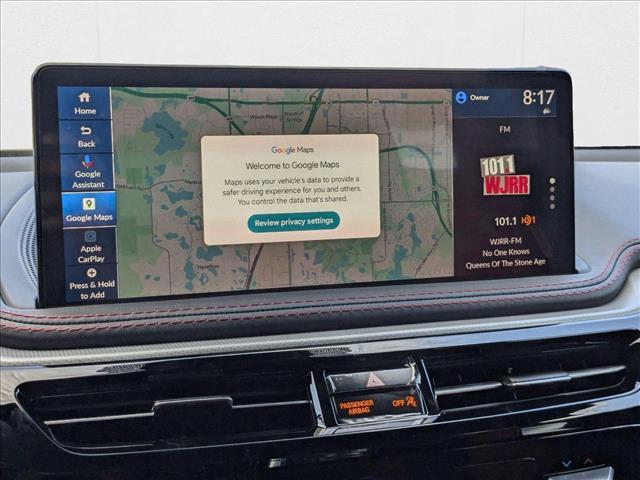 Home
Back
Google
Assistant
Google Maps
Apple
CarPlay
Press & Hold
to Add
Google Maps
Welcome to Google Maps
Maps uses your vehicle's data to provide a
safer driving experience for you and others.
You control the data that's shared.
Review privacy settings
Owner
8:17
FM
101.1
WJRR
101.1
WJRR-FM
No One Knows
Queens Of The Stone Age
PASSENGER
AIRBAG
OFF